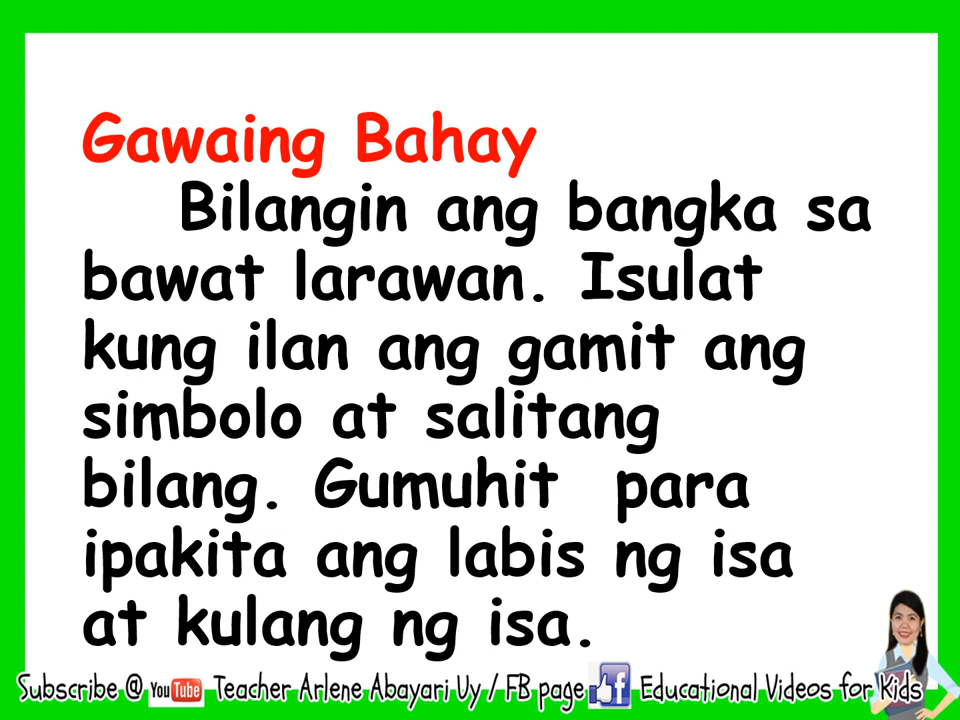 Gawaing Bahay
Bilangin ang bangka sa
bawat larawan. Isulat
kung ilan ang gamit ang
simbolo at salitang
bilang. Gumuhit para
ipakita ang labis ng isa
at kulang ng isa.
Subscribe @ YouTube Teacher Arlene Abayari Uy / FB page f Educational Videos for Kids